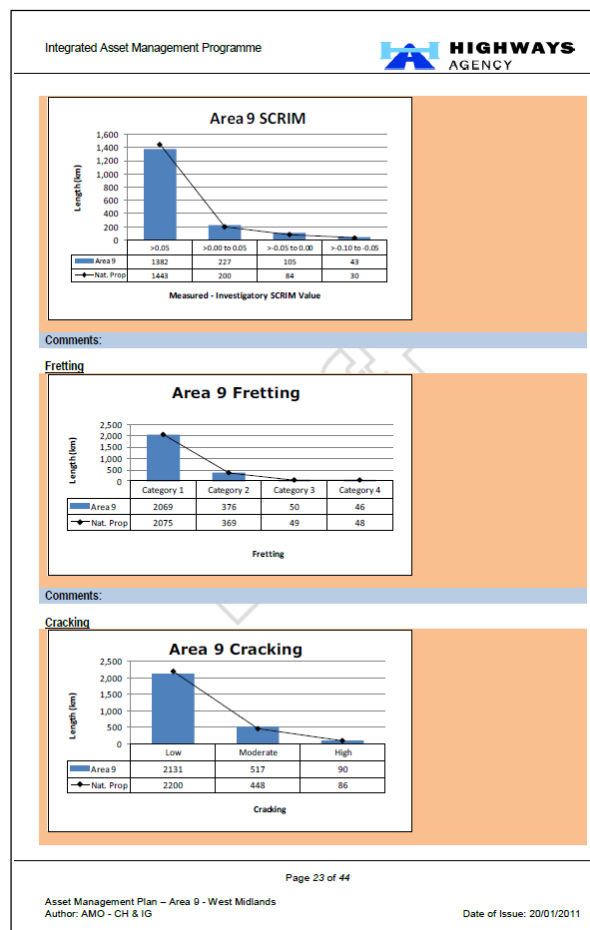 Integrated Asset Management Programme
HIGHWAYS
AGENCY
Area 9 SCRIM
Length (km)
1,600
1,400
1,200
1,000
800
600
400
200
0
>0.05 >0.00 to 0.05 >-0.05 to 0.00 >-0.10 to -0.05
Area 9 1382 227 105 43
Nat. Prop 1443 200 84 30
Measured - Investigatory SCRIM Value
Comments:
Fretting
Area 9 Fretting
Length (km)
2,500
2,000
1,500
1,000
500
0
Category 1 Category 2 Category 3 Category 4
Area 9 2069 376 50 46
Nat. Prop 2075 369 49 48
Fretting
Comments:
Cracking
Area 9 Cracking
Length (km)
2,500
2,000
1,500
1,000
500
0
Low Moderate High
Area 9 2131 517 90
Nat. Prop 2200 448 86
Cracking
Page 23 of 44
Asset Management Plan – Area 9 - West Midlands
Author: AMO - CH & IG Date of Issue: 20/01/2011